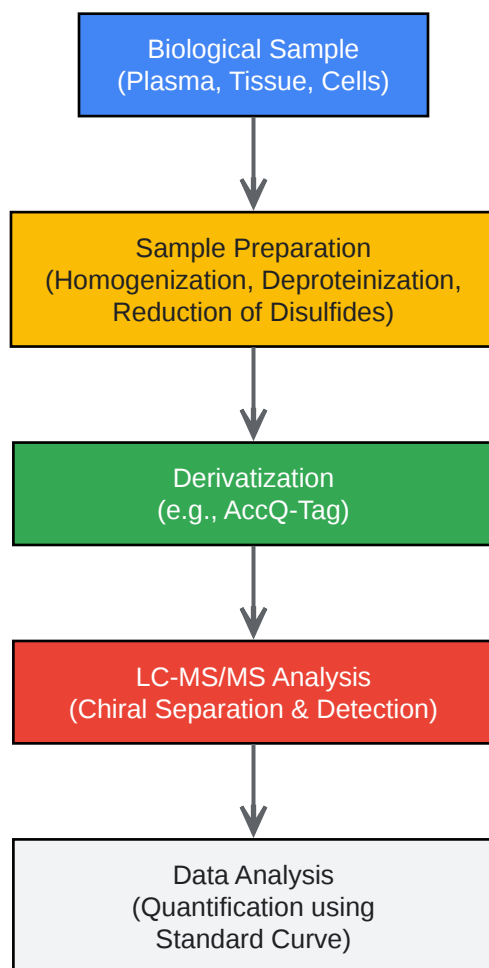 Biological Sample
(Plasma, Tissue, Cells)
Sample Preparation
(Homogenization, Deproteinization,
Reduction of Disulfides)
Derivatization
(e.g., AccQ-Tag)
LC-MS/MS Analysis
(Chiral Separation & Detection)
Data Analysis
(Quantification using
Standard Curve)